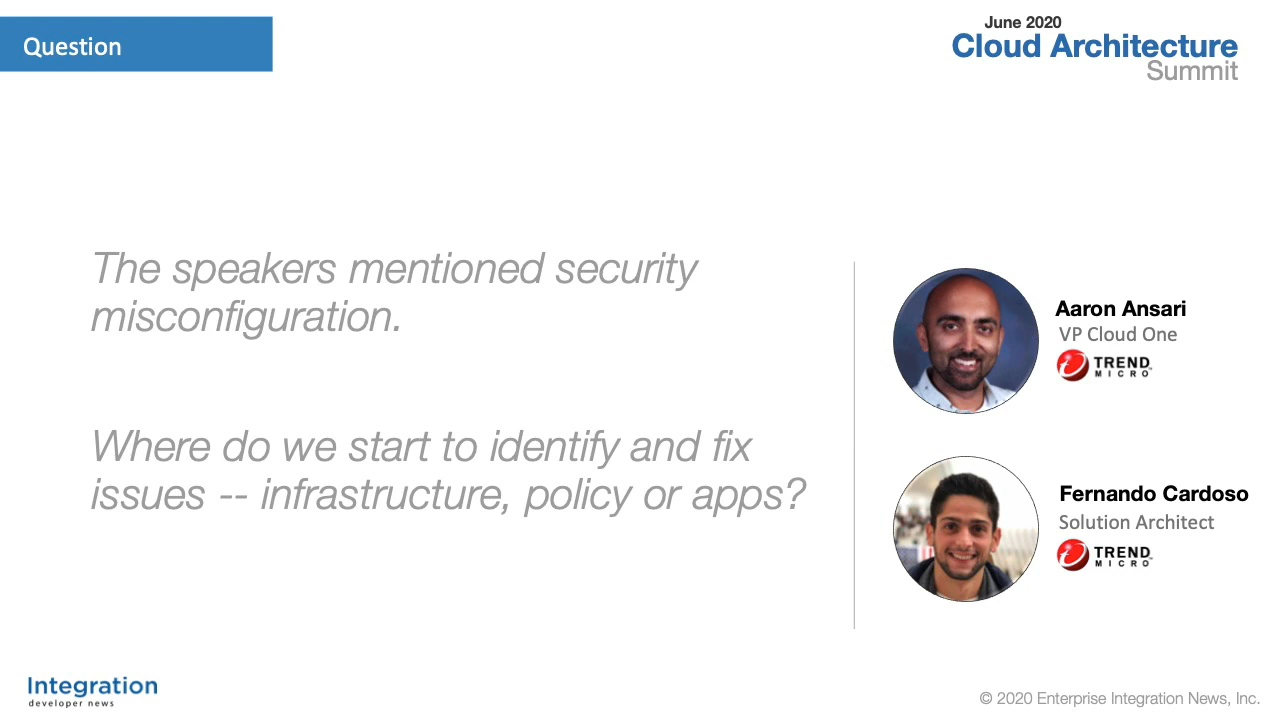 Question
June 2020
Cloud Architecture
Summit
The speakers mentioned security
misconfiguration.
Where do we start to identify and fix
issues -- infrastructure, policy or apps?
Aaron Ansari
VP Cloud One
TREND
MICRO
Fernando Cardoso
Solution Architect
TREND
MICRO
Integration
developer news
© 2020 Enterprise Integration News, Inc.